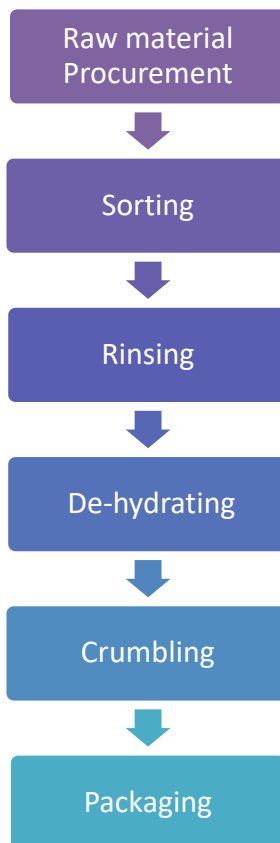 Raw material
Procurement
Sorting
Rinsing
De-hydrating
Crumbling
Packaging